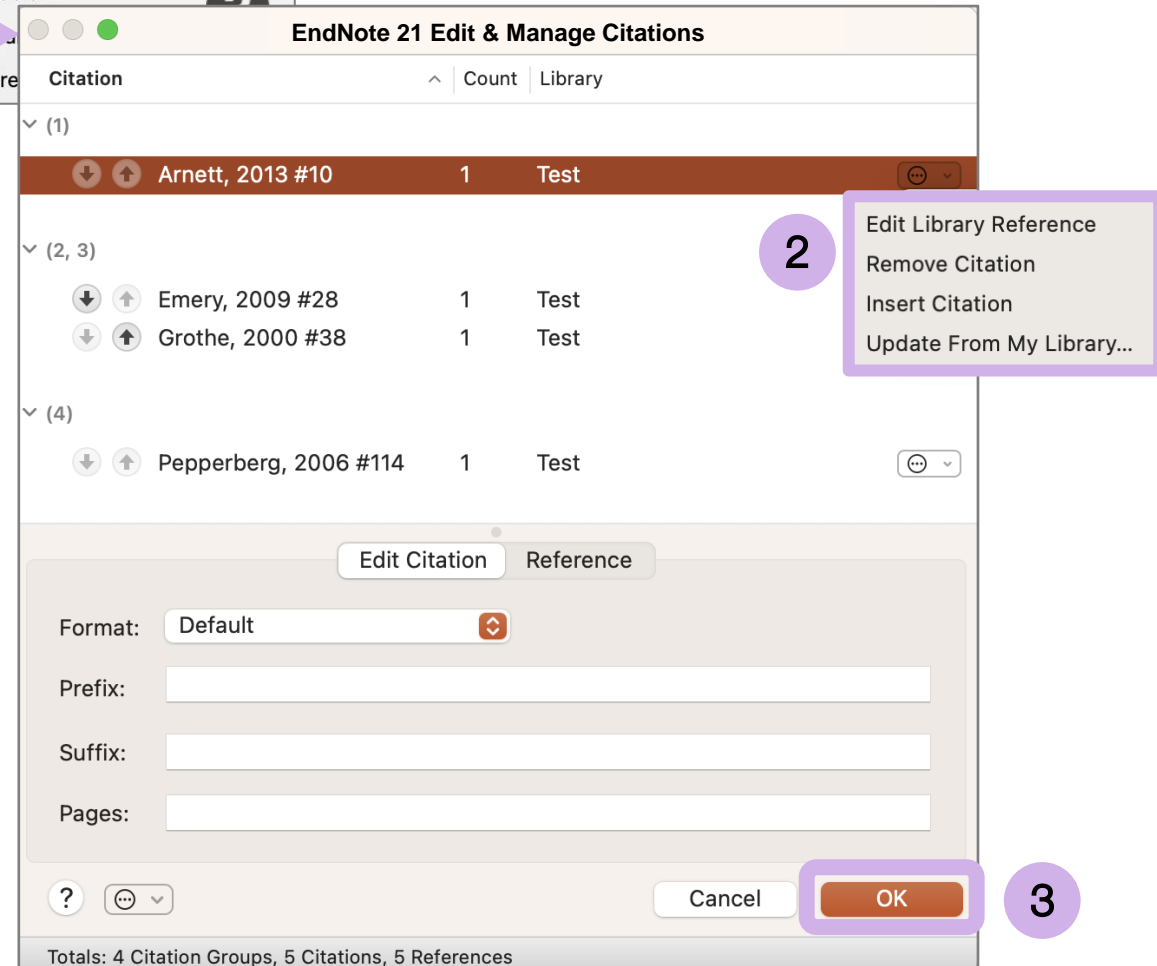 EndNote 21 Edit & Manage Citations
re
Citation Count Library
(1)
Arnett, 2013 #10 1 Test
2
Edit Library Reference
Remove Citation
Insert Citation
Update From My Library...
(2, 3)
Emery, 2009 #28 1 Test
Grothe, 2000 #38 1 Test
(4)
Pepperberg, 2006 #114 1 Test
Edit Citation Reference
Format: Default
Prefix:
Suffix:
Pages:
? Cancel OK
3
Totals: 4 Citation Groups, 5 Citations, 5 References